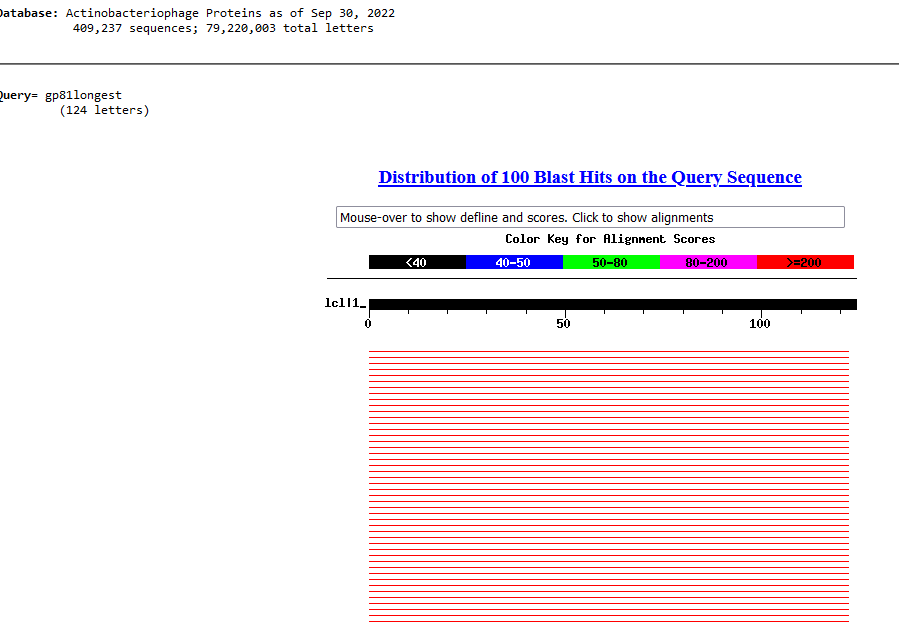 Database: Actinobacteriophage Proteins as of Sep 30, 2022
409,237 sequences; 79,220,003 total letters
Query= gp81longest
(124 letters)
Distribution of 100 Blast Hits on the Query Sequence
Mouse-over to show defline and scores. Click to show alignments
Color Key for Alignment Scores
<40 40-50 50-80 80-200 >=200
lcl|1_
0 50 100